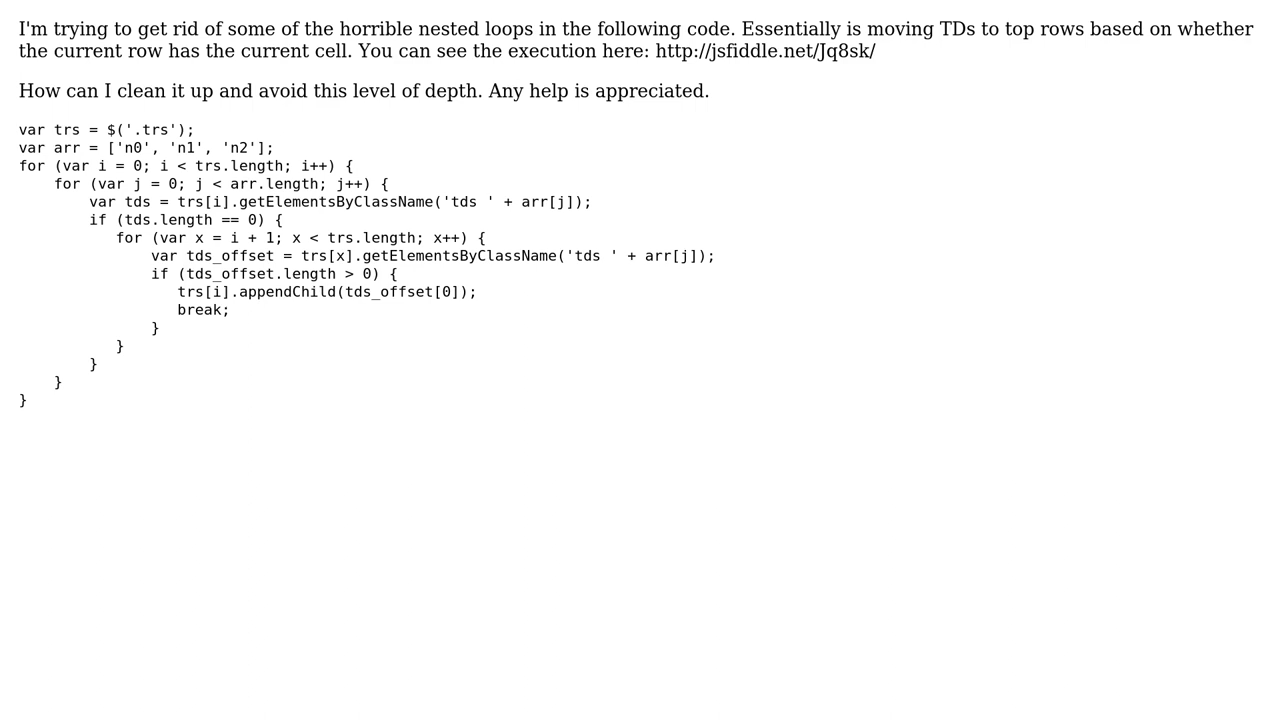 I'm trying to get rid of some of the horrible nested loops in the following code. Essentially is moving TDs to top rows based on whether
the current row has the current cell. You can see the execution here: http://jsfiddle.net/Jq8sk/
How can I clean it up and avoid this level of depth. Any help is appreciated.
var trs = $('.trs');
var arr = ['n0', 'n1', 'n2'];
for (var i = 0; i < trs.length; i++) {
    for (var j = 0; j < arr.length; j++) {
        var tds = trs[i].getElementsByClassName('tds ' + arr[j]);
        if (tds.length == 0) {
           for (var x = i + 1; x < trs.length; x++) {
               var tds_offset = trs[x].getElementsByClassName('tds ' + arr[j]);
               if (tds_offset.length > 0) {
                  trs[i].appendChild(tds_offset[0]);
                  break;
               }
           }
        }
    }
}